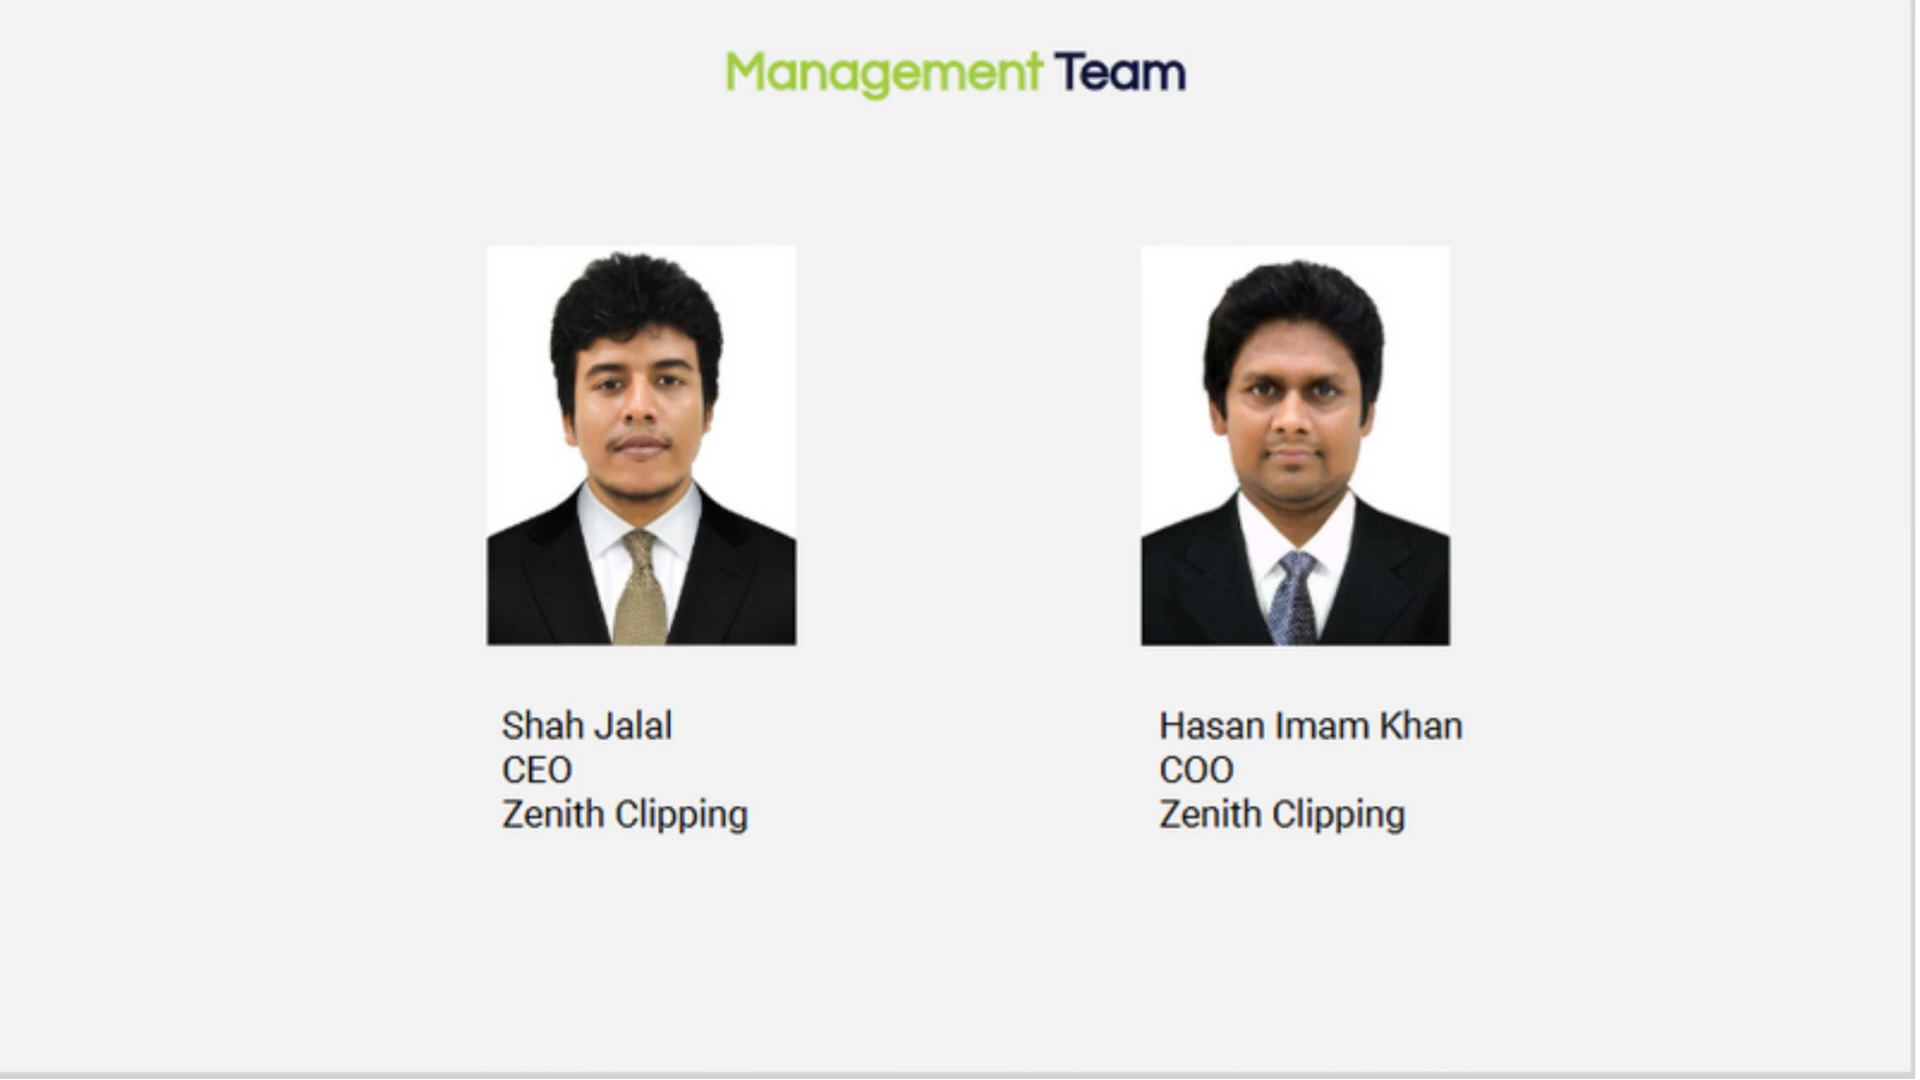 Management Team
Shah Jalal
CEO
Zenith Clipping
Hasan Imam Khan
COO
Zenith Clipping